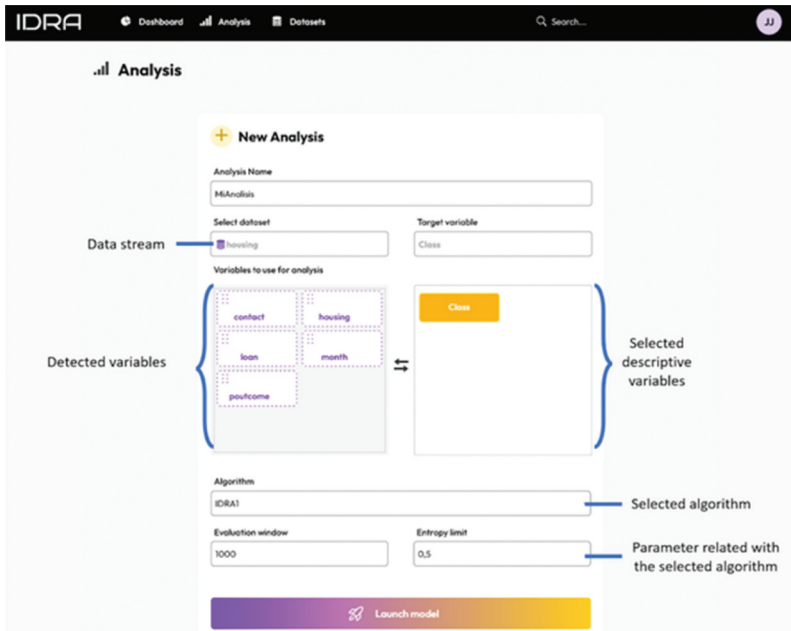 IDRA Dashboard Analysis Datasets Search... JJ
Analysis
New Analysis
Analysis Name
MiAnalisis
Select dataset Target variable
Data stream housing Class
Variables to use for analysis
contact housing Class
loan month
Detected variables
poutcome
Selected
descriptive
variables
Algorithm
IDRA1 Selected algorithm
Evaluation window Entropy limit
1000 0,5
Parameter related with
the selected algorithm
Launch model